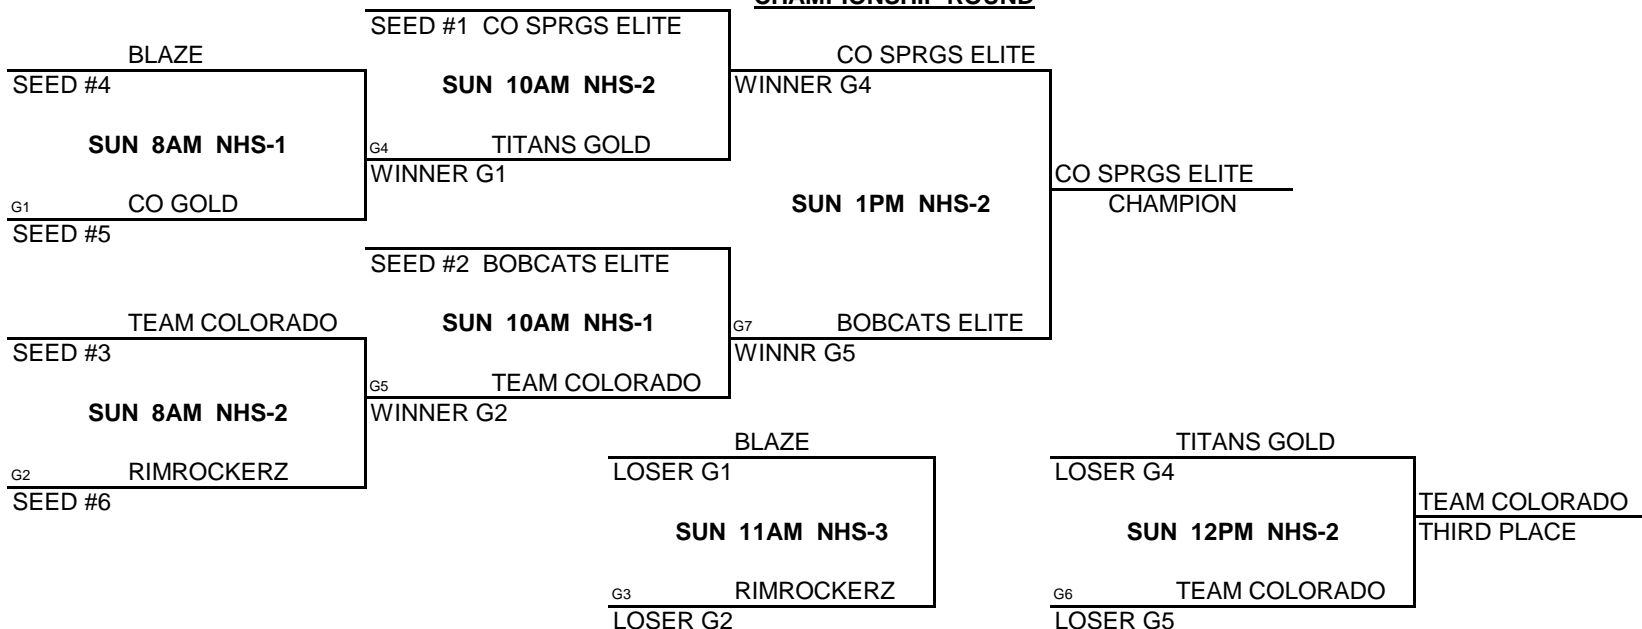 CHAMPIONSHIP ROUND
SEED #1 CO SPRGS ELITE
BLAZE
CO SPRGS ELITE
SEED #4
SUN 10AM NHS-2
WINNER G4
SUN 8AM NHS-1
G4 TITANS GOLD
WINNER G1
CO SPRGS ELITE
G1 CO GOLD
SUN 1PM NHS-2
CHAMPION
SEED #5
SEED #2 BOBCATS ELITE
TEAM COLORADO
SUN 10AM NHS-1
G7 BOBCATS ELITE
SEED #3
WINNR G5
G5 TEAM COLORADO
SUN 8AM NHS-2
WINNER G2
BLAZE
TITANS GOLD
G2 RIMROCKERZ
LOSER G1
LOSER G4
SEED #6
TEAM COLORADO
SUN 11AM NHS-3
SUN 12PM NHS-2
THIRD PLACE
G3 RIMROCKERZ
G6 TEAM COLORADO
LOSER G2
LOSER G5